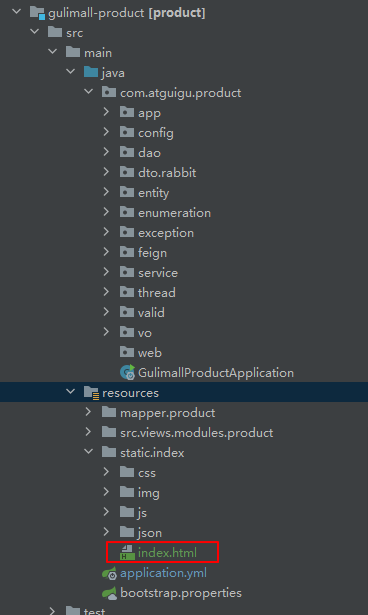 gulimall-product [product]
src
main
java
com.atguigu.product
app
config
dao
dto.rabbit
entity
enumeration
exception
feign
service
thread
valid
vo
web
GulimallProductApplication
resources
mapper.product
src.views.modules.product
static.index
css
img
js
json
index.html
application.yml
bootstrap.properties
test